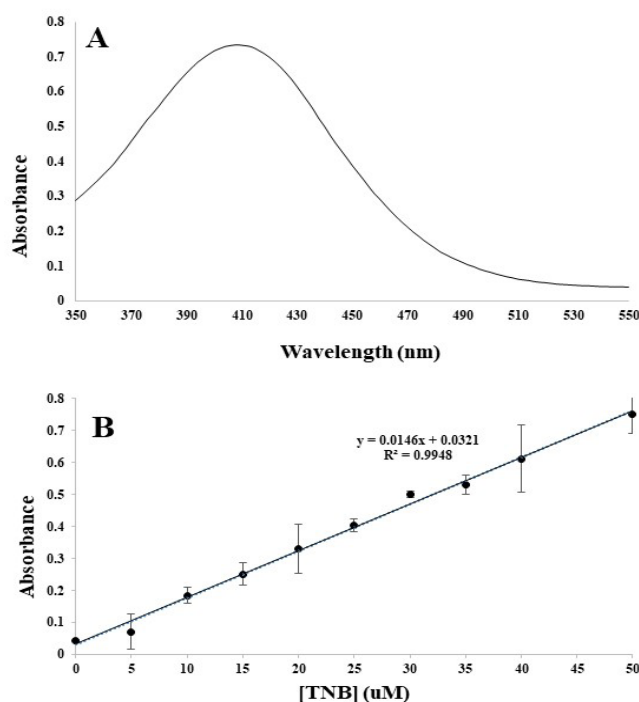 A
0.8
0.7
0.6
0.5
0.4
0.3
0.2
0.1
0
Absorbance
350 370 390 410 430 450 470 490 510 530 550
Wavelength (nm)
B
0.8
0.7
0.6
0.5
0.4
0.3
0.2
0.1
0
Absorbance
y = 0.0146x + 0.0321
R² = 0.9948
0 5 10 15 20 25 30 35 40 45 50
[TNB] (uM)